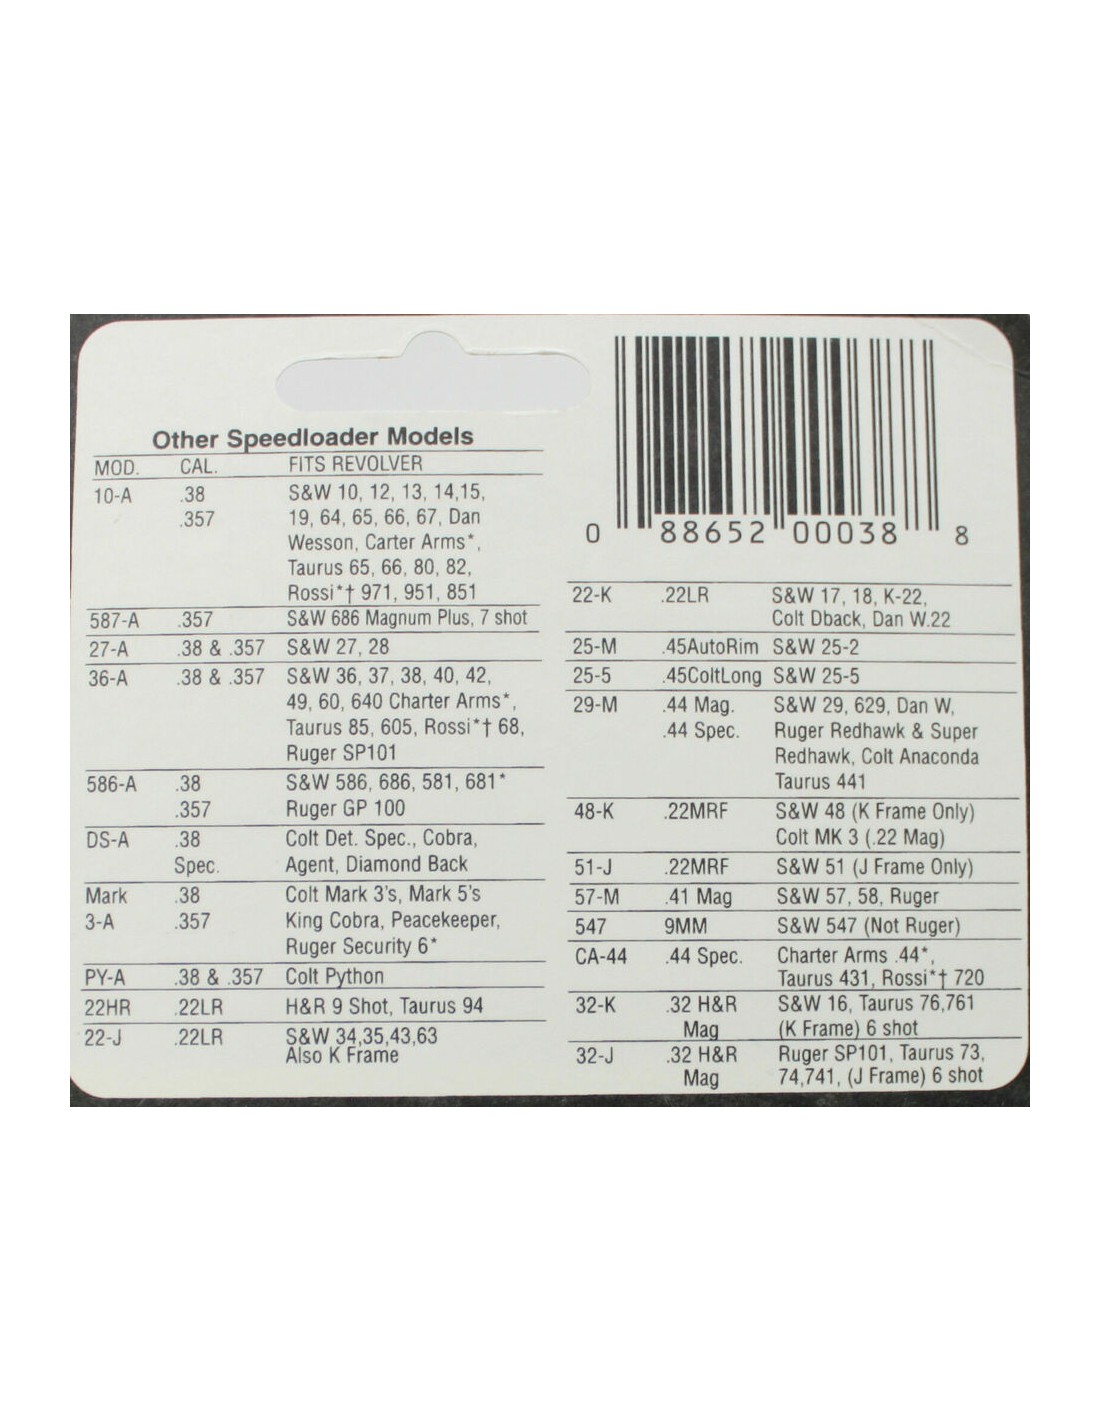 Other Speedloader Models
MOD. CAL. FITS REVOLVER
10-A .38 S&W 10, 12, 13, 14,15,
.357 19, 64, 65, 66, 67, Dan
Wesson, Carter Arms*,
Taurus 65, 66, 80, 82,
Rossi*† 971, 951, 851
587-A .357 S&W 686 Magnum Plus, 7 shot
27-A .38 & .357 S&W 27, 28
36-A .38 & .357 S&W 36, 37, 38, 40, 42,
49, 60, 640 Charter Arms*,
Taurus 85, 605, Rossi*† 68,
Ruger SP101
586-A .38 S&W 586, 686, 581, 681*
.357 Ruger GP 100
DS-A .38 Colt Det. Spec., Cobra,
Spec. Agent, Diamond Back
Mark .38 Colt Mark 3's, Mark 5's
3-A .357 King Cobra, Peacekeeper,
Ruger Security 6*
PY-A .38 & .357 Colt Python
22HR .22LR H&R 9 Shot, Taurus 94
22-J .22LR S&W 34,35,43,63
Also K Frame
0 88652 00038 8
22-K .22LR S&W 17, 18, K-22,
Colt Dback, Dan W.22
25-M .45AutoRim S&W 25-2
25-5 .45ColtLong S&W 25-5
29-M .44 Mag. S&W 29, 629, Dan W,
.44 Spec. Ruger Redhawk & Super
Redhawk, Colt Anaconda
Taurus 441
48-K .22MRF S&W 48 (K Frame Only)
Colt MK 3 (.22 Mag)
51-J .22MRF S&W 51 (J Frame Only)
57-M .41 Mag S&W 57, 58, Ruger
547 9MM S&W 547 (Not Ruger)
CA-44 .44 Spec. Charter Arms .44*,
Taurus 431, Rossi*† 720
32-K .32 H&R S&W 16, Taurus 76,761
Mag (K Frame) 6 shot
32-J .32 H&R Ruger SP101, Taurus 73,
Mag 74,741, (J Frame) 6 shot